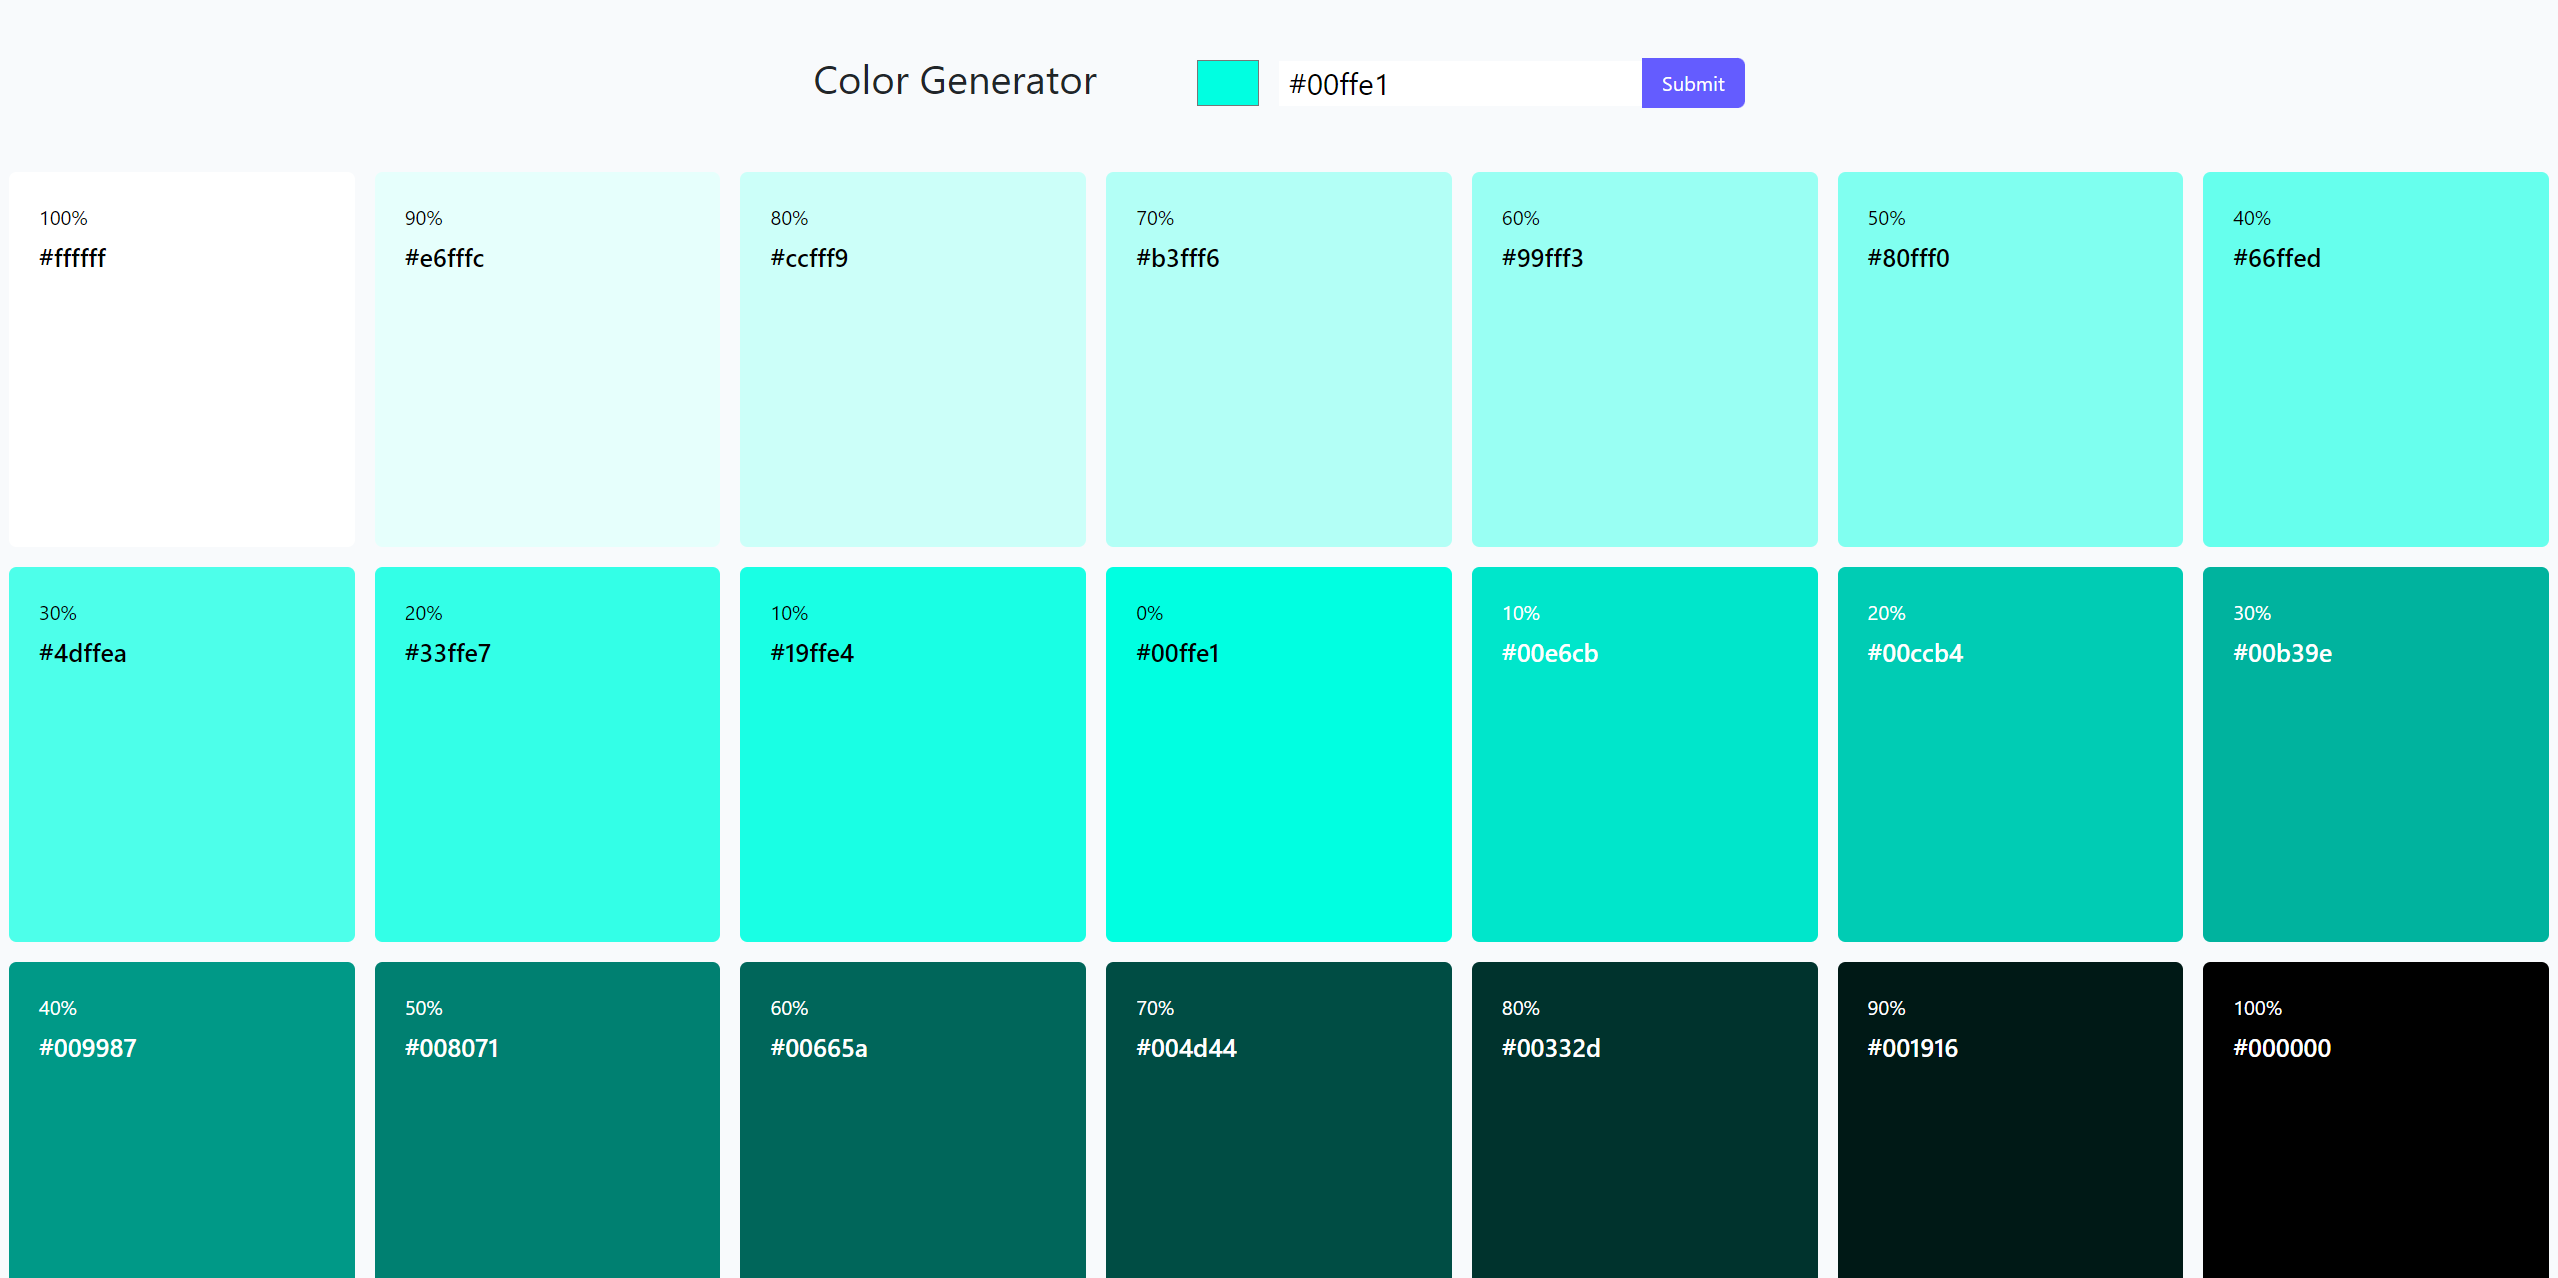 Color Generator
#00ffe1
Submit
100%
#ffffff
90%
#e6fffc
80%
#ccfff9
70%
#b3fff6
60%
#99fff3
50%
#80fff0
40%
#66ffed
30%
#4dffea
20%
#33ffe7
10%
#19ffe4
0%
#00ffe1
10%
#00e6cb
20%
#00ccb4
30%
#00b39e
40%
#009987
50%
#008071
60%
#00665a
70%
#004d44
80%
#00332d
90%
#001916
100%
#000000